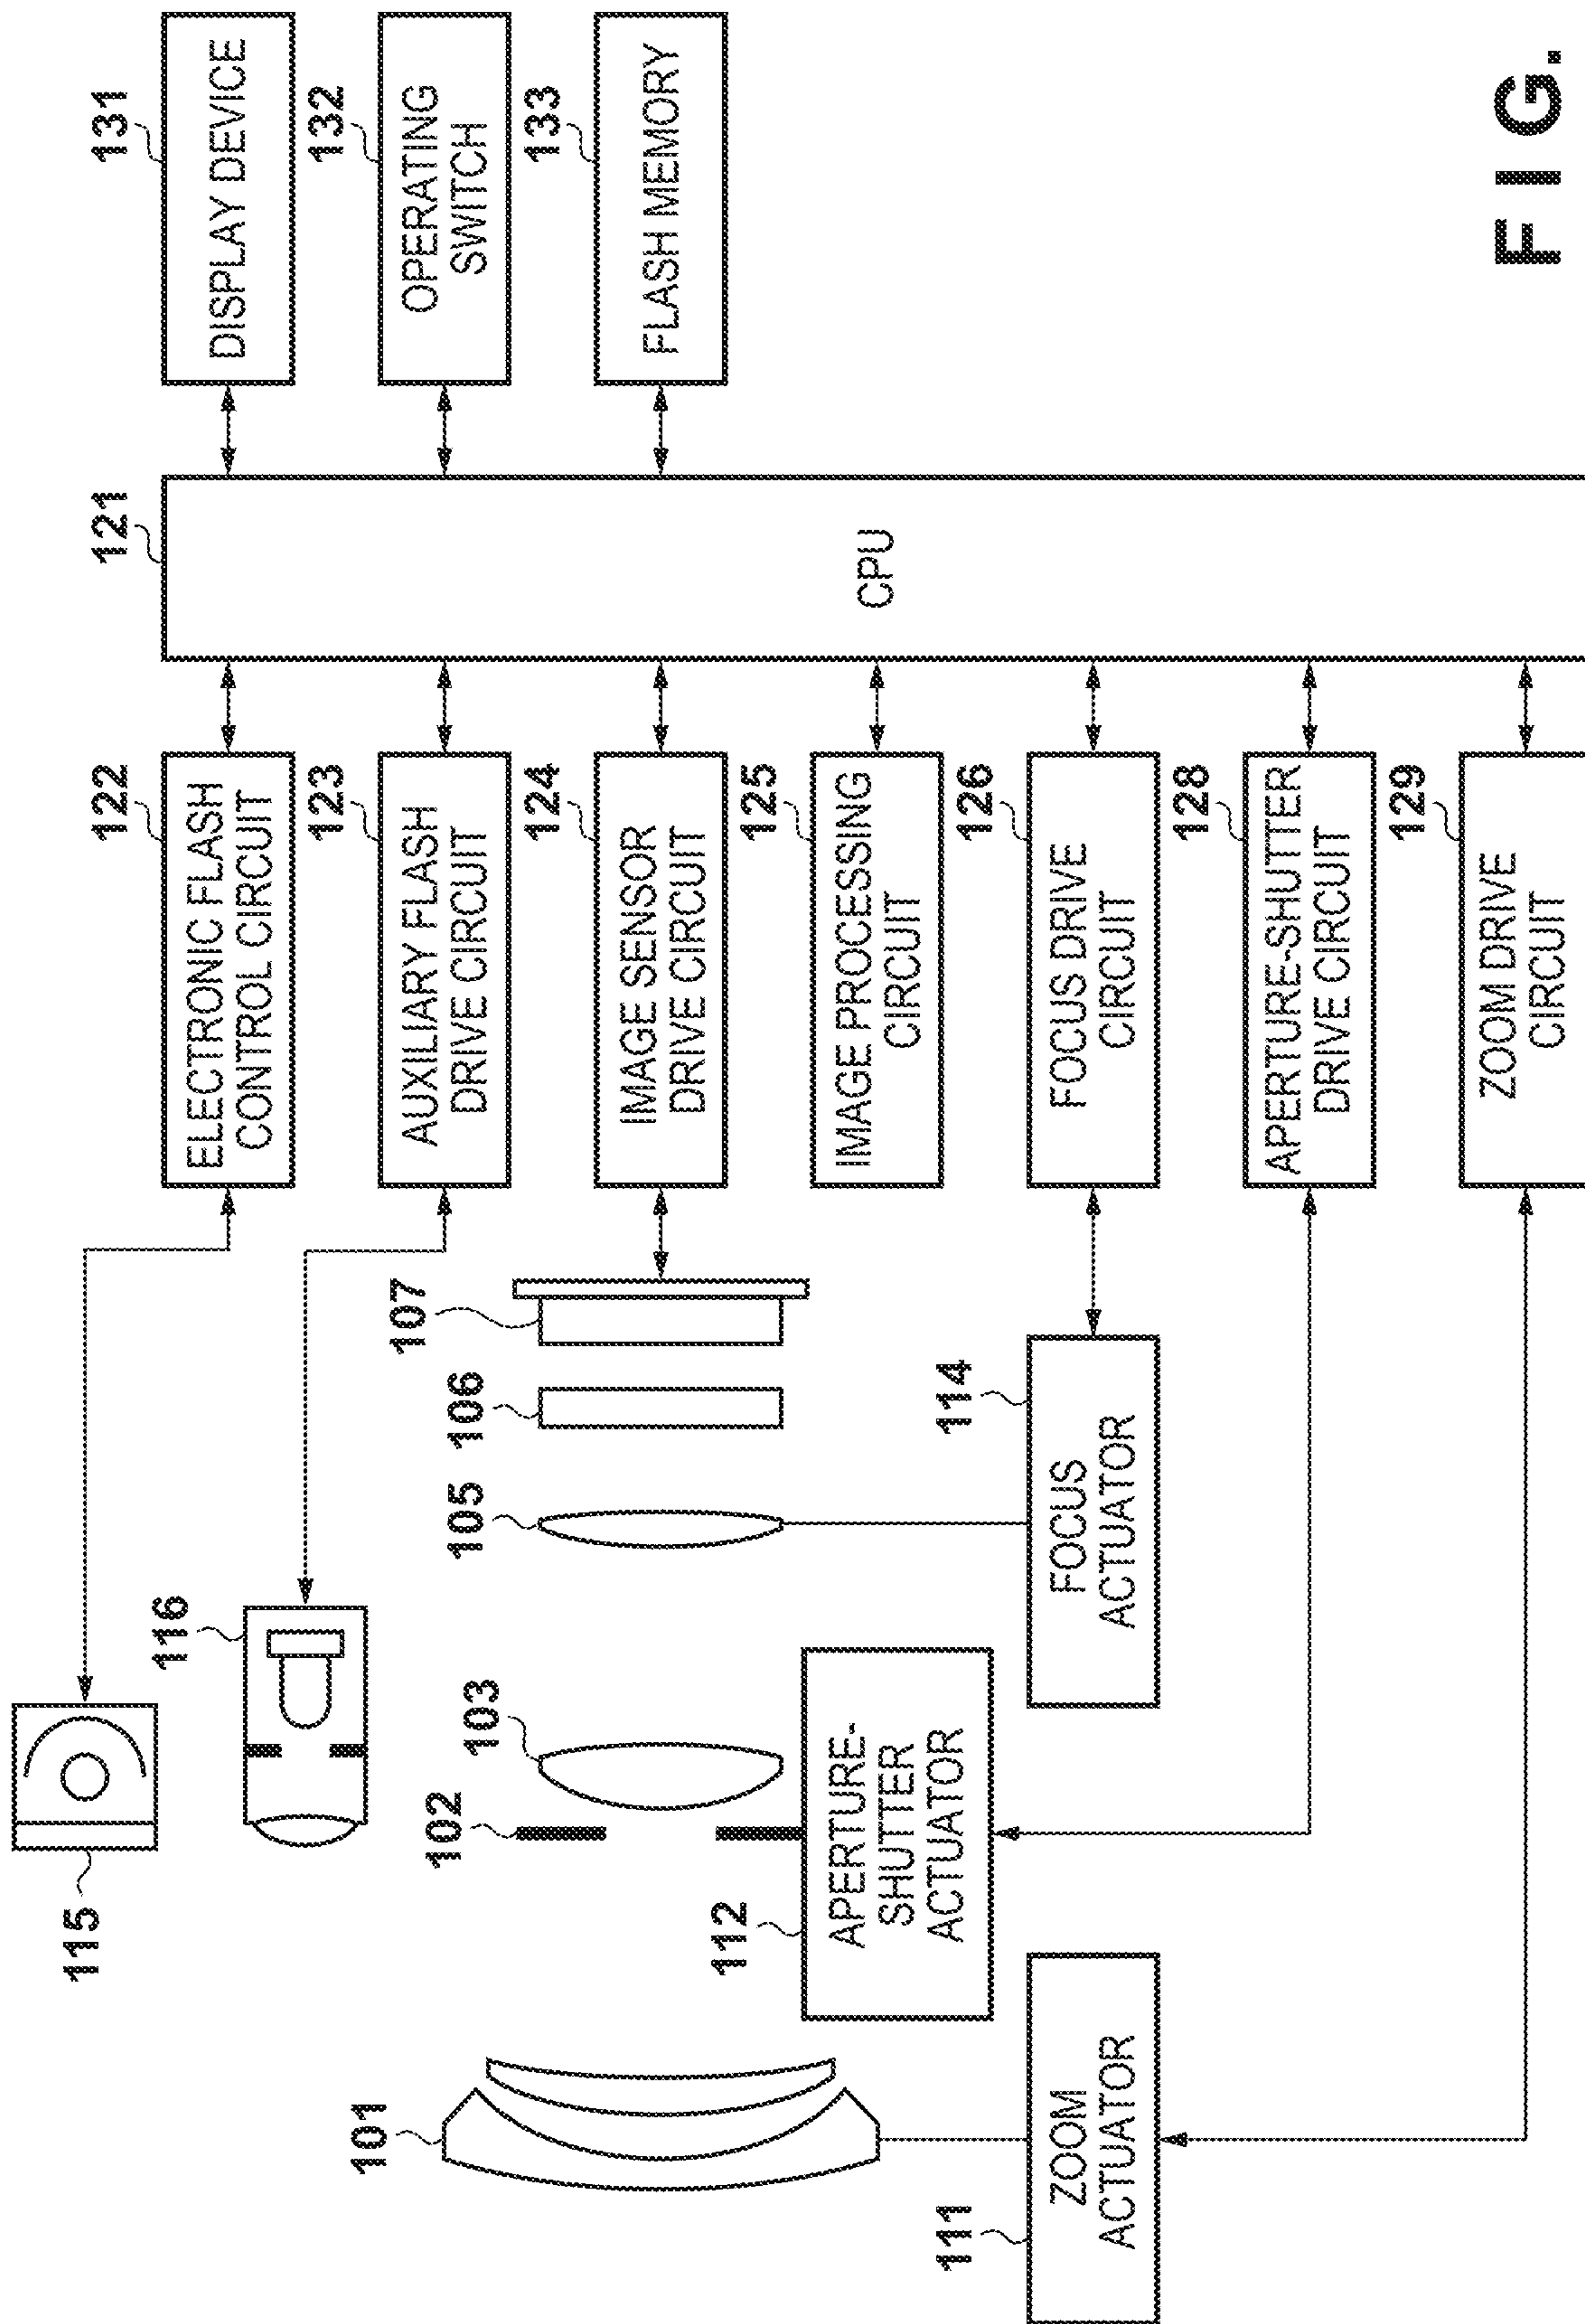 115
116
101
102
103
105
106
107
111
ZOOM
ACTUATOR
112
APERTURE-
SHUTTER
ACTUATOR
114
FOCUS
ACTUATOR
122
ELECTRONIC FLASH
CONTROL CIRCUIT
123
AUXILIARY FLASH
DRIVE CIRCUIT
124
IMAGE SENSOR
DRIVE CIRCUIT
125
IMAGE PROCESSING
CIRCUIT
126
FOCUS DRIVE
CIRCUIT
128
APERTURE-SHUTTER
DRIVE CIRCUIT
129
ZOOM DRIVE
CIRCUIT
121
CPU
131
DISPLAY DEVICE
132
OPERATING
SWITCH
133
FLASH MEMORY
FIG.